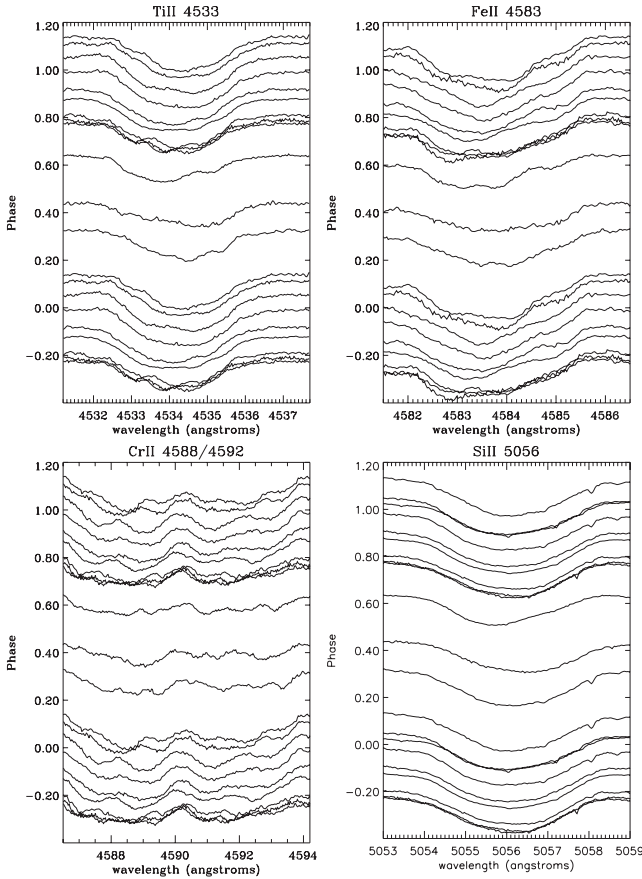 TiII 4533
1.20
1.00
0.80
0.60
0.40
0.20
0.00
−0.20
Phase
4532 4533 4534 4535 4536 4537
wavelength (angstroms)
FeII 4583
1.20
1.00
0.80
0.60
0.40
0.20
0.00
−0.20
Phase
4582 4583 4584 4585 4586
wavelength (angstroms)
CrII 4588/4592
1.20
1.00
0.80
0.60
0.40
0.20
0.00
−0.20
Phase
4588 4590 4592 4594
wavelength (angstroms)
SiII 5056
1.20
1.00
0.80
0.60
0.40
0.20
0.00
−0.20
Phase
5053 5054 5055 5056 5057 5058 5059
wavelength (angstroms)